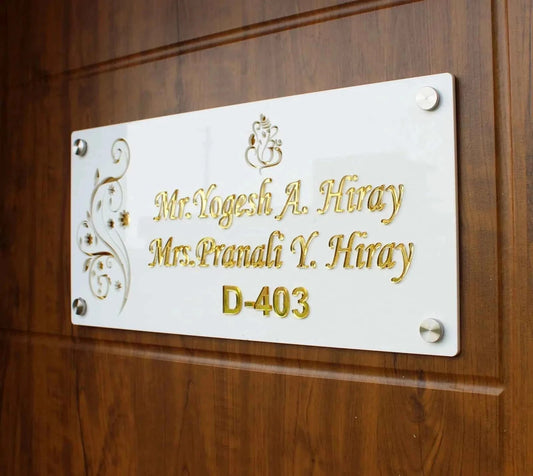 Mr.Yogesh A. Hiray
Mrs.Pranali Y. Hiray
D-403